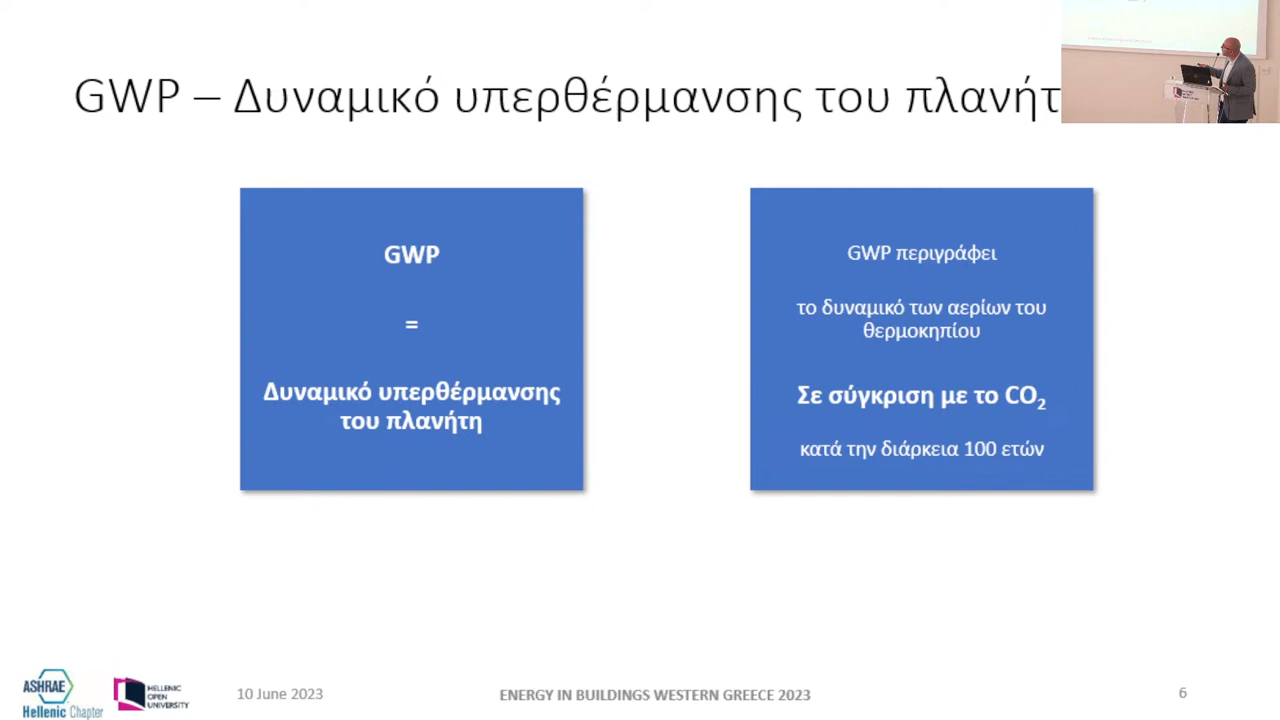 GWP – Δυναμικό υπερθέρμανσης του πλανήτ
GWP
=
Δυναμικό υπερθέρμανσης
του πλανήτη
GWP περιγράφει
το δυναμικό των αερίων του
θερμοκηπίου
Σε σύγκριση με το CO₂
κατά την διάρκεια 100 ετών
ASHRAE
Hellenic Chapter
HELLENIC
OPEN
UNIVERSITY
10 June 2023
ENERGY IN BUILDINGS WESTERN GREECE 2023
6